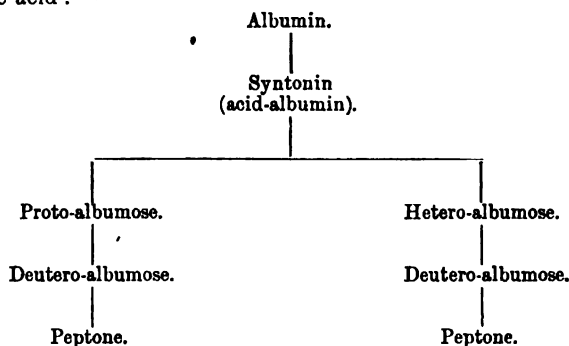 acid :
Albumin.
Syntonin
(acid-albumin).
Proto-albumose. Hetero-albumose.
Deutero-albumose. Deutero-albumose.
Peptone. Peptone.